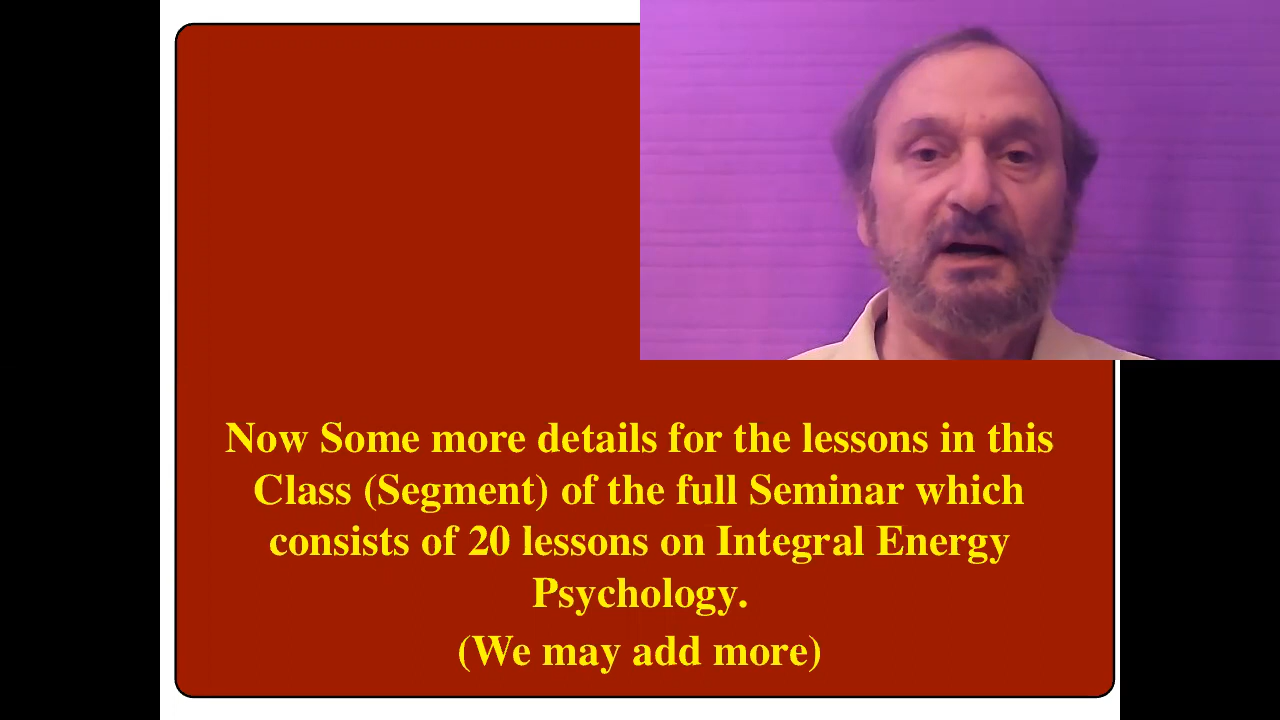 Now Some more details for the lessons in this
Class (Segment) of the full Seminar which
consists of 20 lessons on Integral Energy
Psychology.
(We may add more)